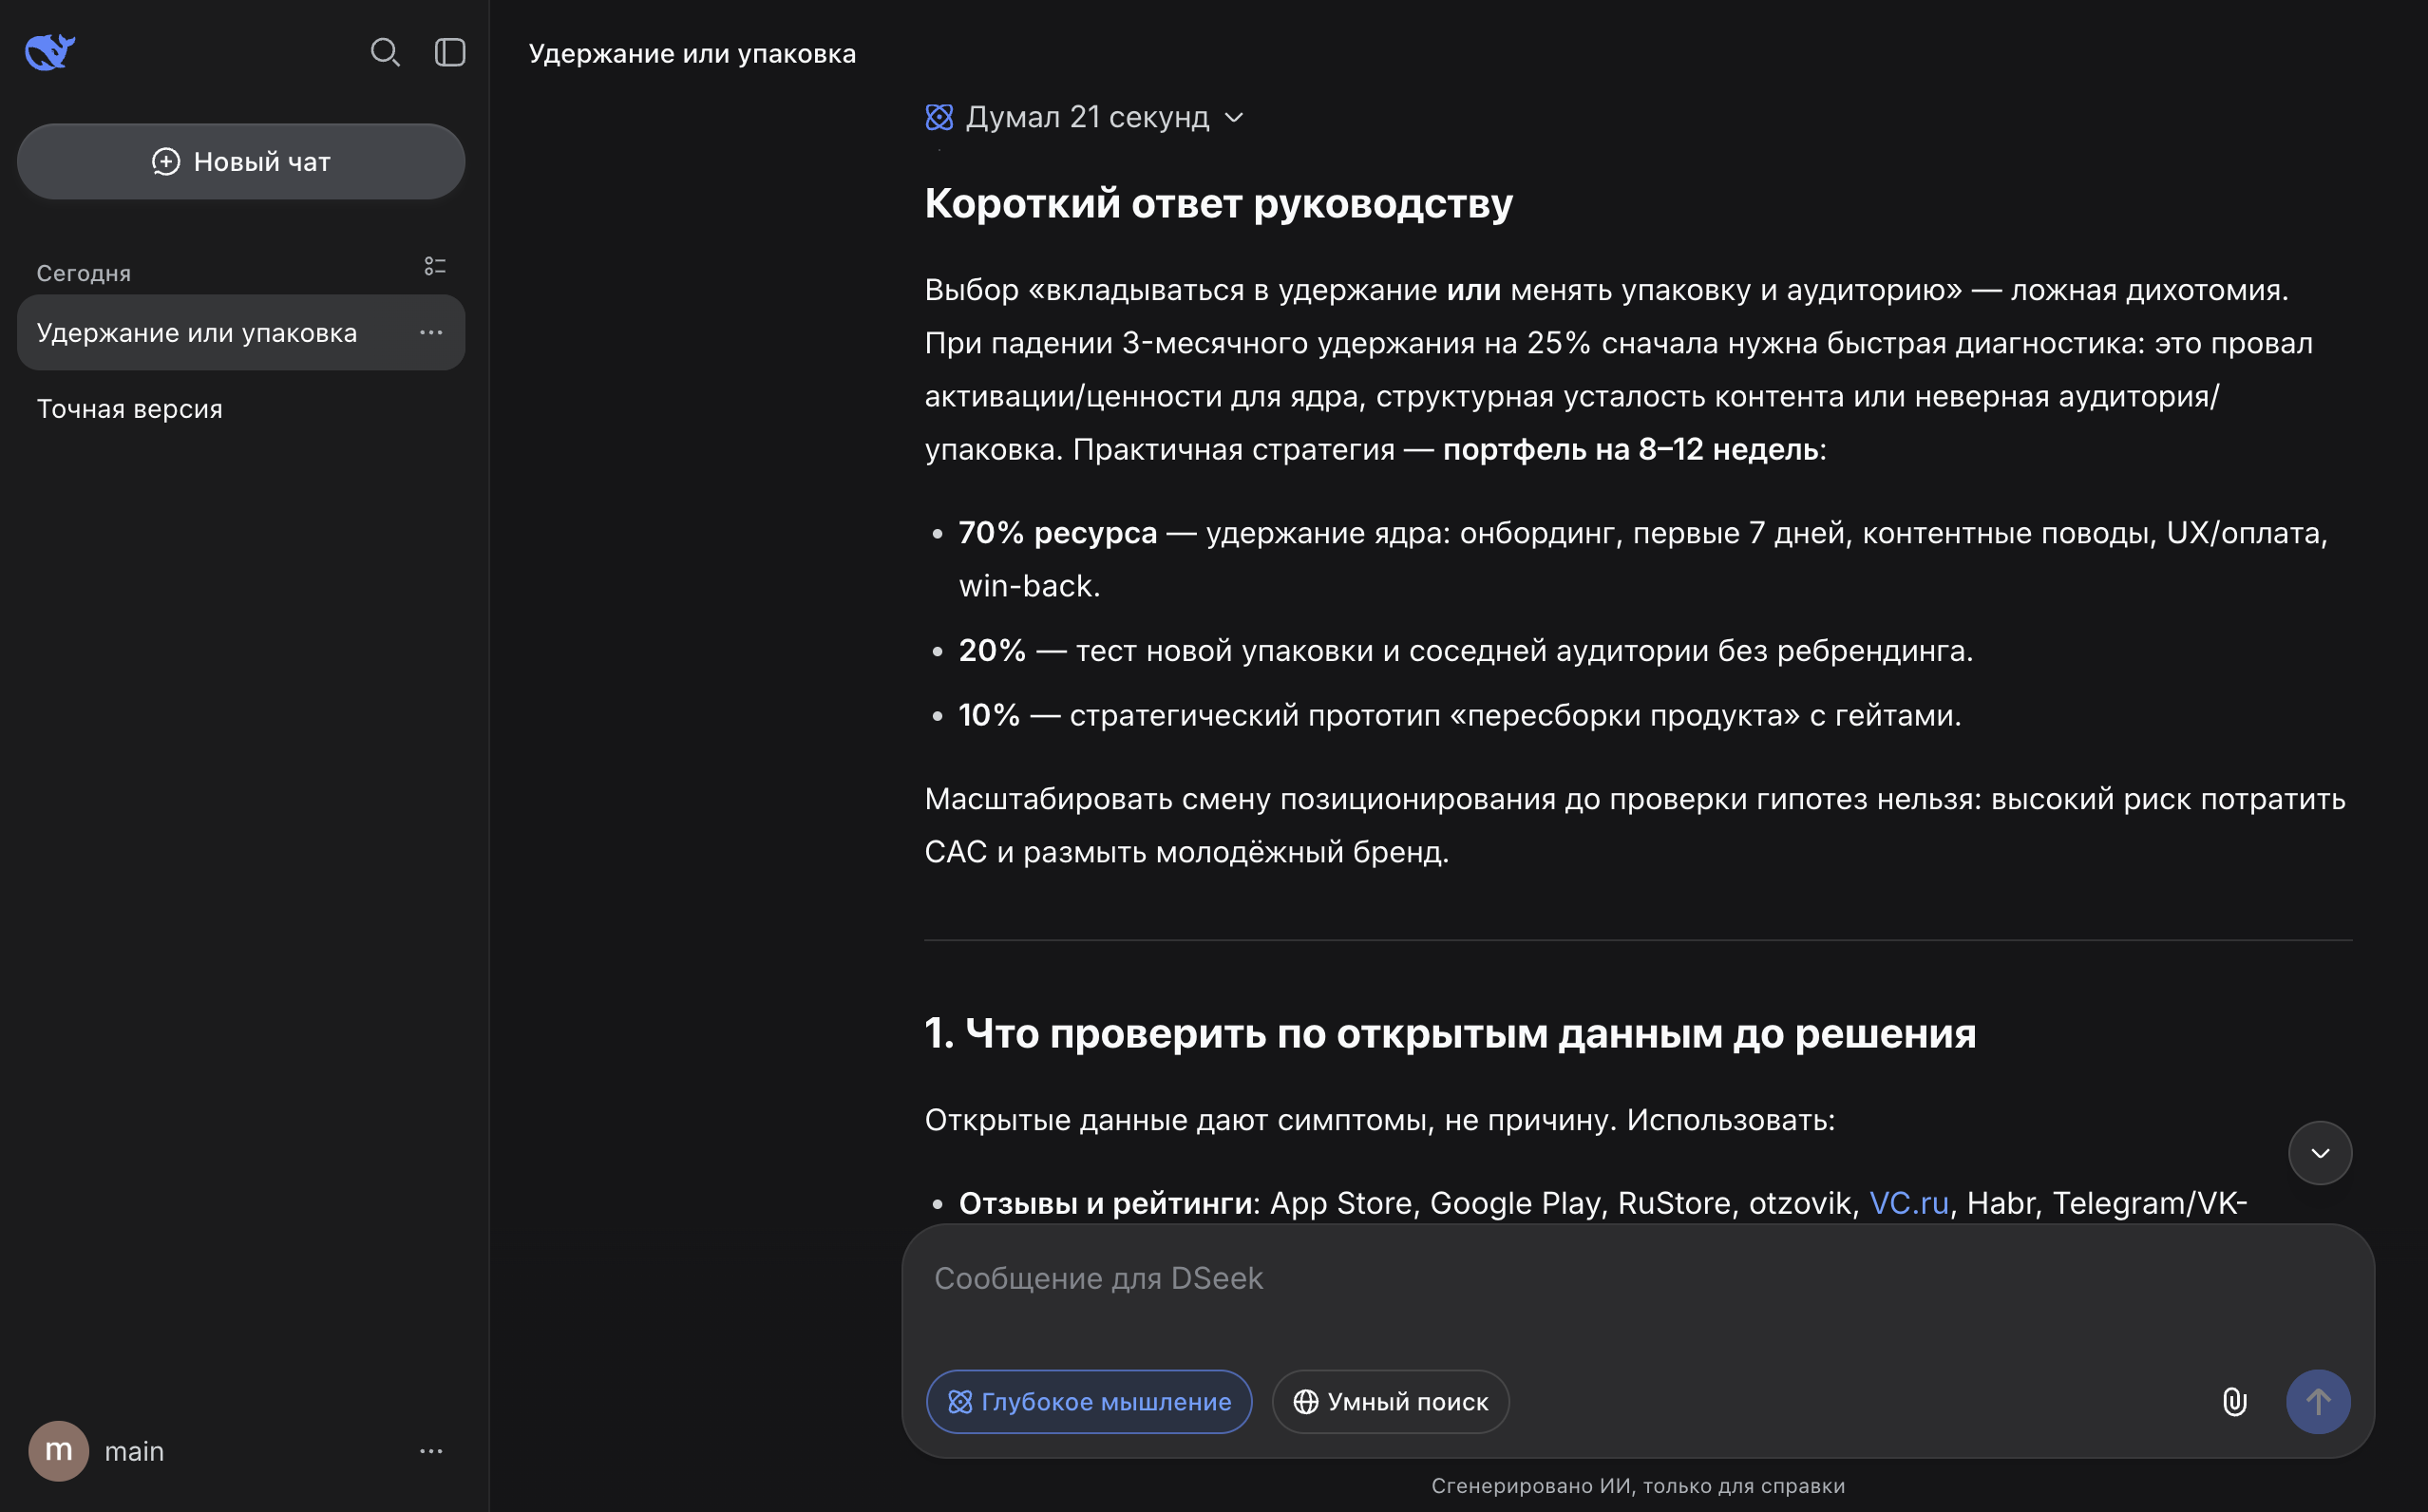 Новый чат
Сегодня
Удержание или упаковка
Точная версия
m main
Удержание или упаковка
Думал 21 секунд
Короткий ответ руководству
Выбор «вкладываться в удержание или менять упаковку и аудиторию» — ложная дихотомия.
При падении 3-месячного удержания на 25% сначала нужна быстрая диагностика: это провал
активации/ценности для ядра, структурная усталость контента или неверная аудитория/
упаковка. Практичная стратегия — портфель на 8–12 недель:
• 70% ресурса — удержание ядра: онбординг, первые 7 дней, контентные поводы, UX/оплата,
win-back.
• 20% — тест новой упаковки и соседней аудитории без ребрендинга.
• 10% — стратегический прототип «пересборки продукта» с гейтами.
Масштабировать смену позиционирования до проверки гипотез нельзя: высокий риск потратить
CAC и размыть молодёжный бренд.
1. Что проверить по открытым данным до решения
Открытые данные дают симптомы, не причину. Использовать:
• Отзывы и рейтинги: App Store, Google Play, RuStore, otzovik, VC.ru, Habr, Telegram/VK-
Сообщение для DSeek
Глубокое мышление
Умный поиск
Сгенерировано ИИ, только для справки